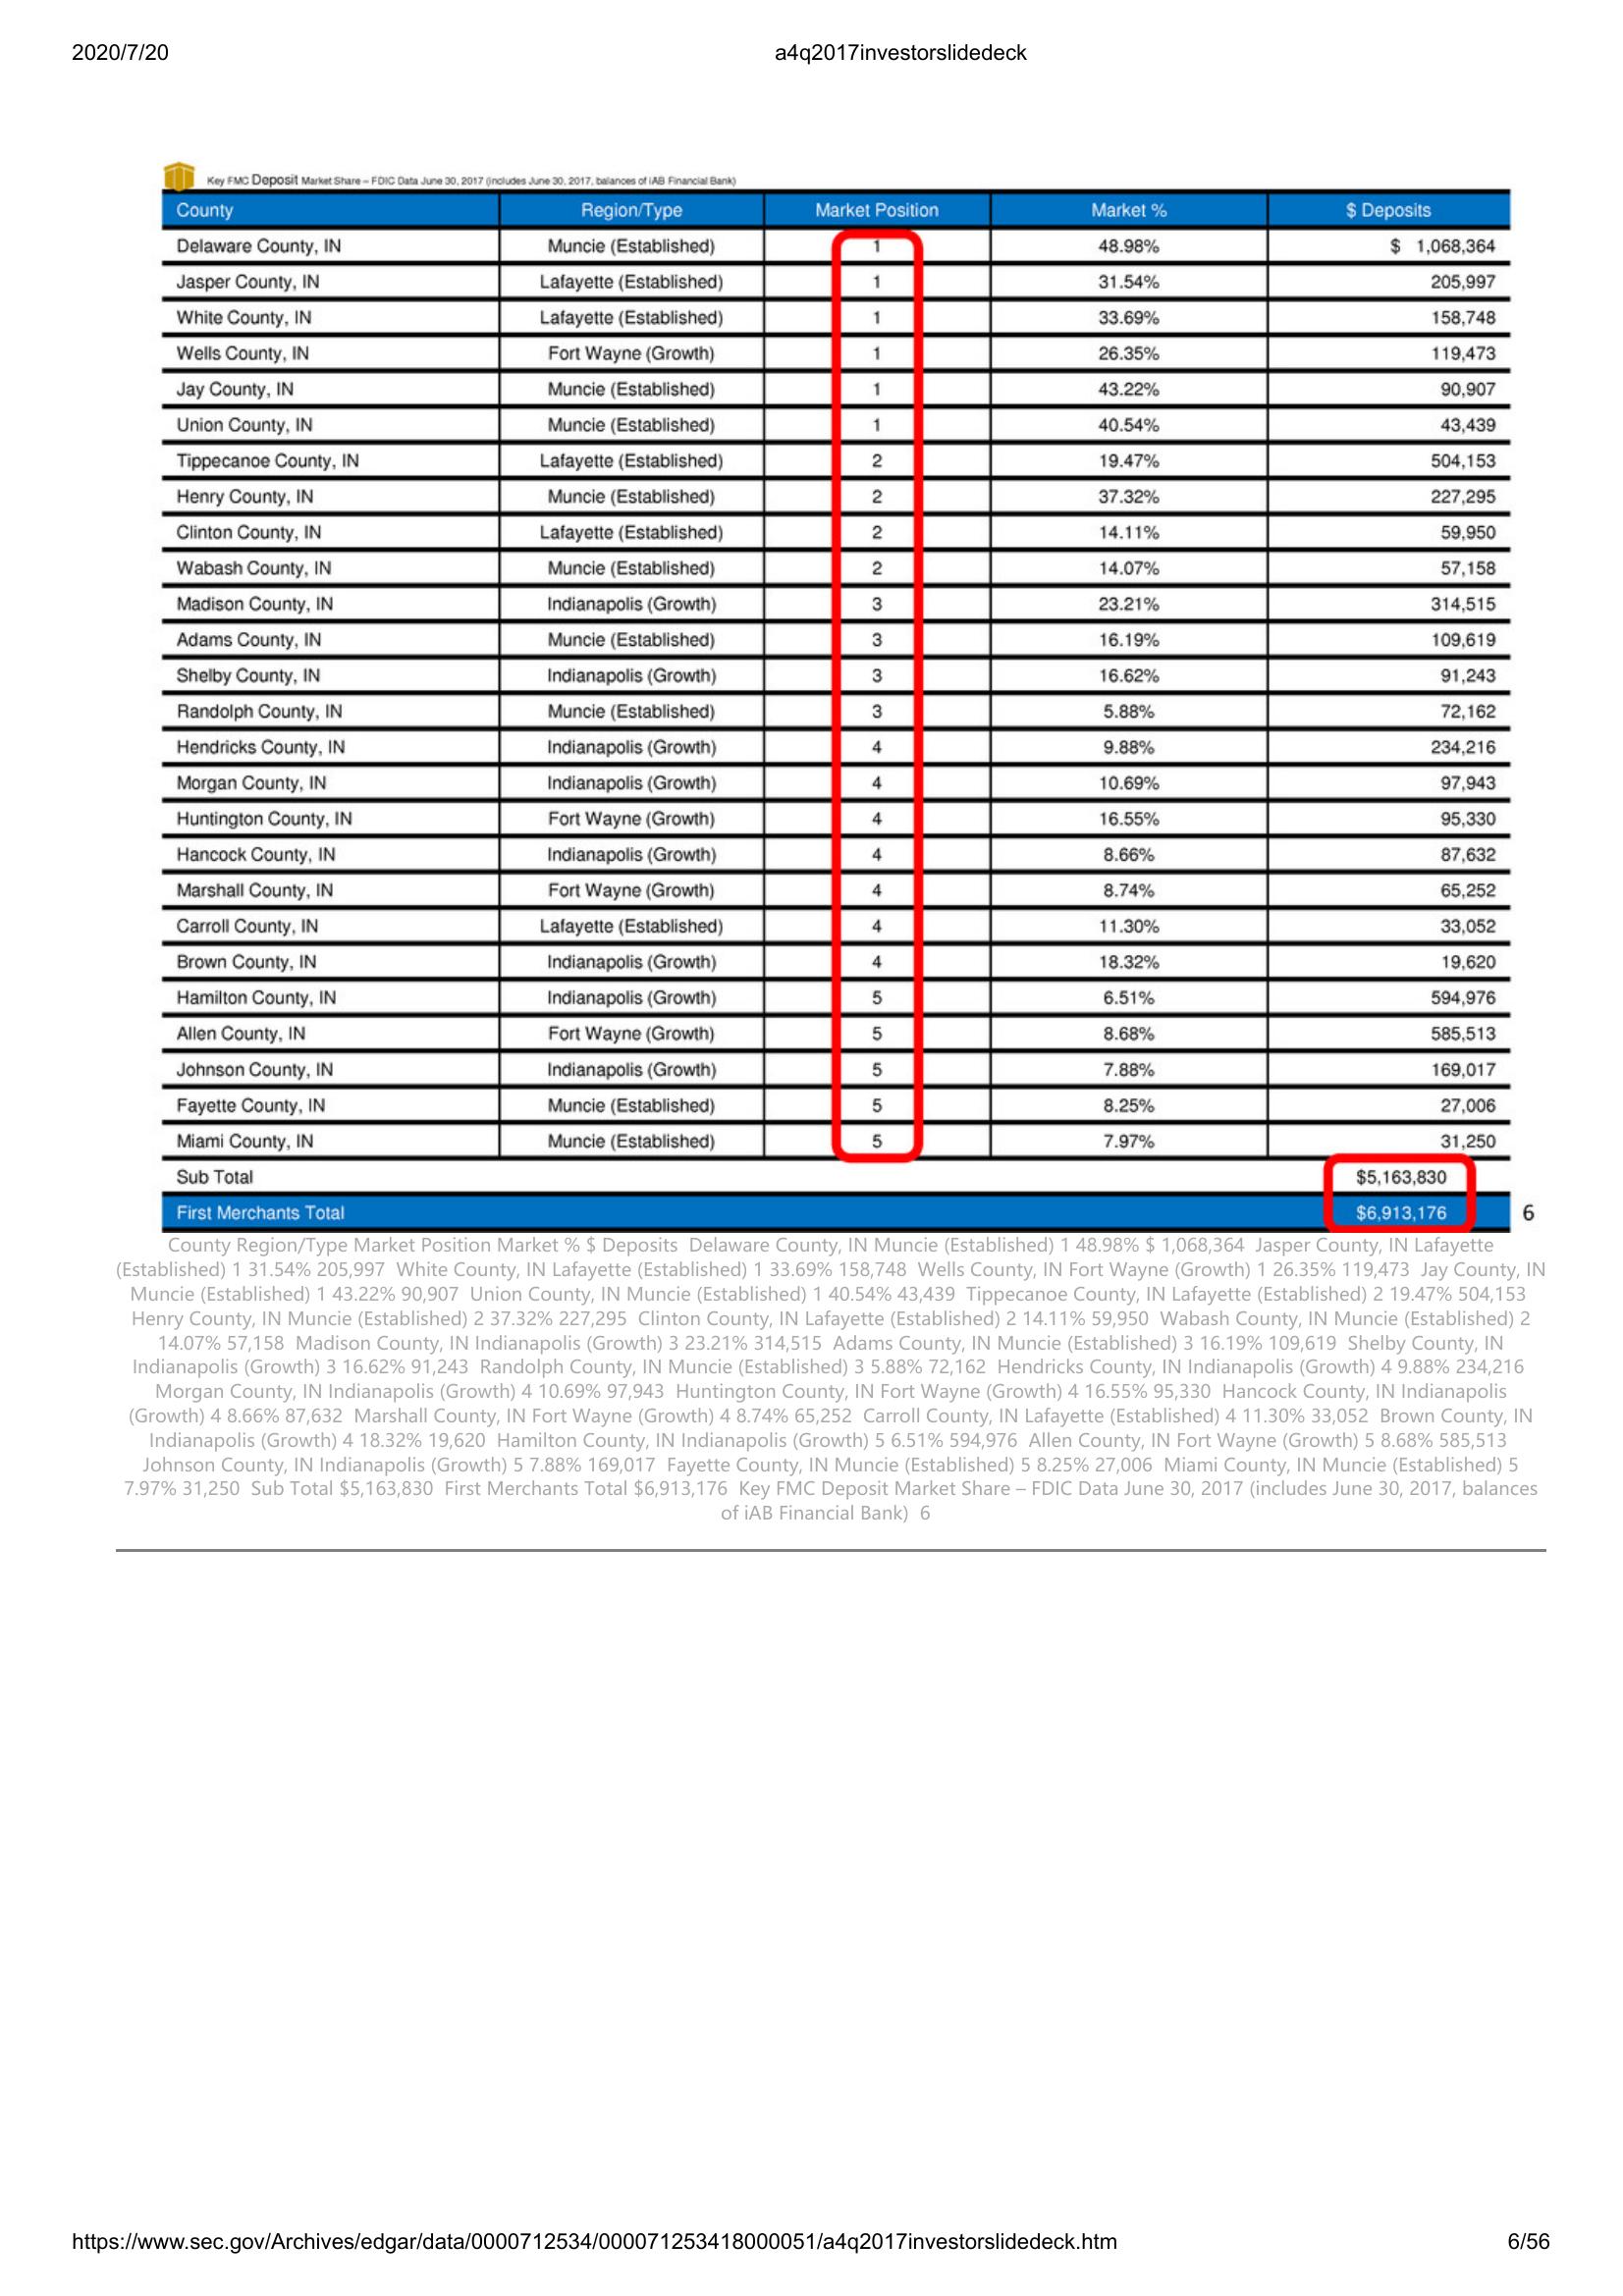 2020/7/20 a4q2017investorslidedeck
Key FMC Deposit Market Share – FDIC Data June 30, 2017 (includes June 30, 2017, balances of iAB Financial Bank)
County Region/Type Market Position Market % $ Deposits
Delaware County, IN Muncie (Established) 1 48.98% $ 1,068,364
Jasper County, IN Lafayette (Established) 1 31.54% 205,997
White County, IN Lafayette (Established) 1 33.69% 158,748
Wells County, IN Fort Wayne (Growth) 1 26.35% 119,473
Jay County, IN Muncie (Established) 1 43.22% 90,907
Union County, IN Muncie (Established) 1 40.54% 43,439
Tippecanoe County, IN Lafayette (Established) 2 19.47% 504,153
Henry County, IN Muncie (Established) 2 37.32% 227,295
Clinton County, IN Lafayette (Established) 2 14.11% 59,950
Wabash County, IN Muncie (Established) 2 14.07% 57,158
Madison County, IN Indianapolis (Growth) 3 23.21% 314,515
Adams County, IN Muncie (Established) 3 16.19% 109,619
Shelby County, IN Indianapolis (Growth) 3 16.62% 91,243
Randolph County, IN Muncie (Established) 3 5.88% 72,162
Hendricks County, IN Indianapolis (Growth) 4 9.88% 234,216
Morgan County, IN Indianapolis (Growth) 4 10.69% 97,943
Huntington County, IN Fort Wayne (Growth) 4 16.55% 95,330
Hancock County, IN Indianapolis (Growth) 4 8.66% 87,632
Marshall County, IN Fort Wayne (Growth) 4 8.74% 65,252
Carroll County, IN Lafayette (Established) 4 11.30% 33,052
Brown County, IN Indianapolis (Growth) 4 18.32% 19,620
Hamilton County, IN Indianapolis (Growth) 5 6.51% 594,976
Allen County, IN Fort Wayne (Growth) 5 8.68% 585,513
Johnson County, IN Indianapolis (Growth) 5 7.88% 169,017
Fayette County, IN Muncie (Established) 5 8.25% 27,006
Miami County, IN Muncie (Established) 5 7.97% 31,250
Sub Total $5,163,830
First Merchants Total $6,913,176 6
County Region/Type Market Position Market % $ Deposits Delaware County, IN Muncie (Established) 1 48.98% $ 1,068,364 Jasper County, IN Lafayette
(Established) 1 31.54% 205,997 White County, IN Lafayette (Established) 1 33.69% 158,748 Wells County, IN Fort Wayne (Growth) 1 26.35% 119,473 Jay County, IN
Muncie (Established) 1 43.22% 90,907 Union County, IN Muncie (Established) 1 40.54% 43,439 Tippecanoe County, IN Lafayette (Established) 2 19.47% 504,153
Henry County, IN Muncie (Established) 2 37.32% 227,295 Clinton County, IN Lafayette (Established) 2 14.11% 59,950 Wabash County, IN Muncie (Established) 2
14.07% 57,158 Madison County, IN Indianapolis (Growth) 3 23.21% 314,515 Adams County, IN Muncie (Established) 3 16.19% 109,619 Shelby County, IN
Indianapolis (Growth) 3 16.62% 91,243 Randolph County, IN Muncie (Established) 3 5.88% 72,162 Hendricks County, IN Indianapolis (Growth) 4 9.88% 234,216
Morgan County, IN Indianapolis (Growth) 4 10.69% 97,943 Huntington County, IN Fort Wayne (Growth) 4 16.55% 95,330 Hancock County, IN Indianapolis
(Growth) 4 8.66% 87,632 Marshall County, IN Fort Wayne (Growth) 4 8.74% 65,252 Carroll County, IN Lafayette (Established) 4 11.30% 33,052 Brown County, IN
Indianapolis (Growth) 4 18.32% 19,620 Hamilton County, IN Indianapolis (Growth) 5 6.51% 594,976 Allen County, IN Fort Wayne (Growth) 5 8.68% 585,513
Johnson County, IN Indianapolis (Growth) 5 7.88% 169,017 Fayette County, IN Muncie (Established) 5 8.25% 27,006 Miami County, IN Muncie (Established) 5
7.97% 31,250 Sub Total $5,163,830 First Merchants Total $6,913,176 Key FMC Deposit Market Share – FDIC Data June 30, 2017 (includes June 30, 2017, balances
of iAB Financial Bank) 6
https://www.sec.gov/Archives/edgar/data/0000712534/000071253418000051/a4q2017investorslidedeck.htm 6/56